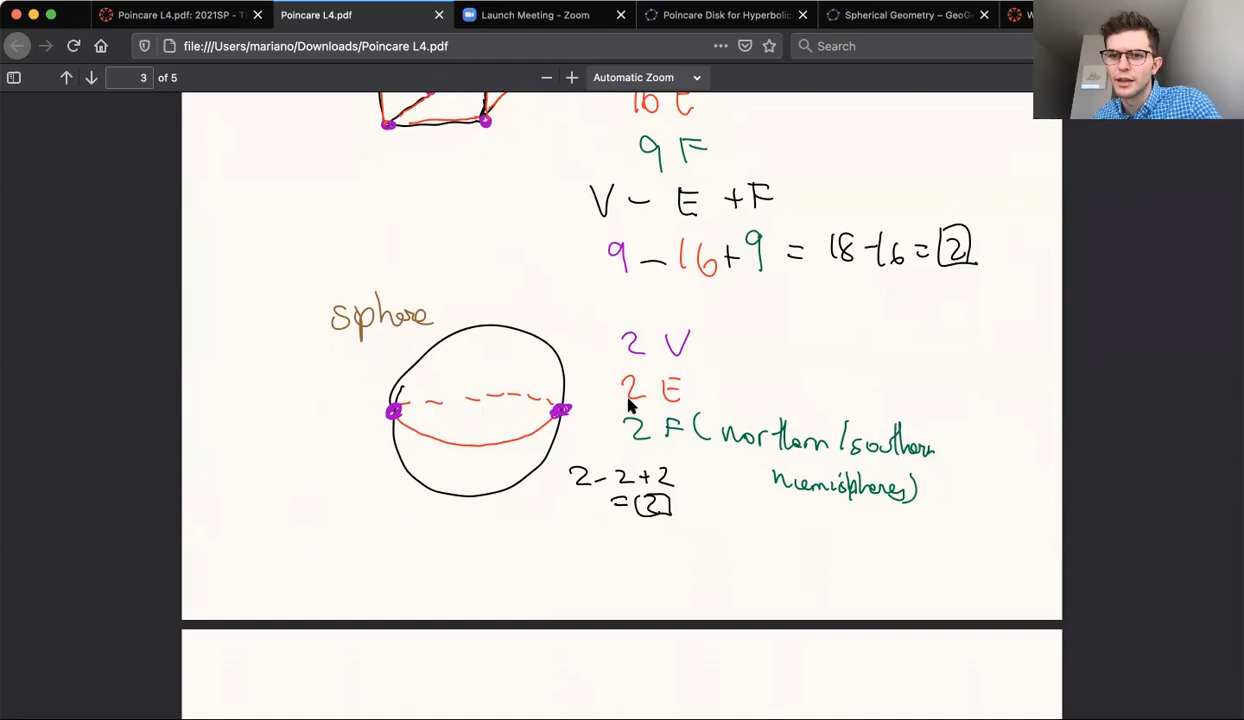 Poincare L4.pdf: 2021SP - T
Poincare L4.pdf
Launch Meeting - Zoom
Poincare Disk for Hyperbolic
Spherical Geometry – GeoG
file:///Users/mariano/Downloads/Poincare L4.pdf
Search
3 of 5
Automatic Zoom
16 E
9 F
V - E + F
9 - 16 + 9 = 18 - 16 = 2
sphere
2 V
2 E
2 F (northern/southern
hemispheres)
2 - 2 + 2
= 2